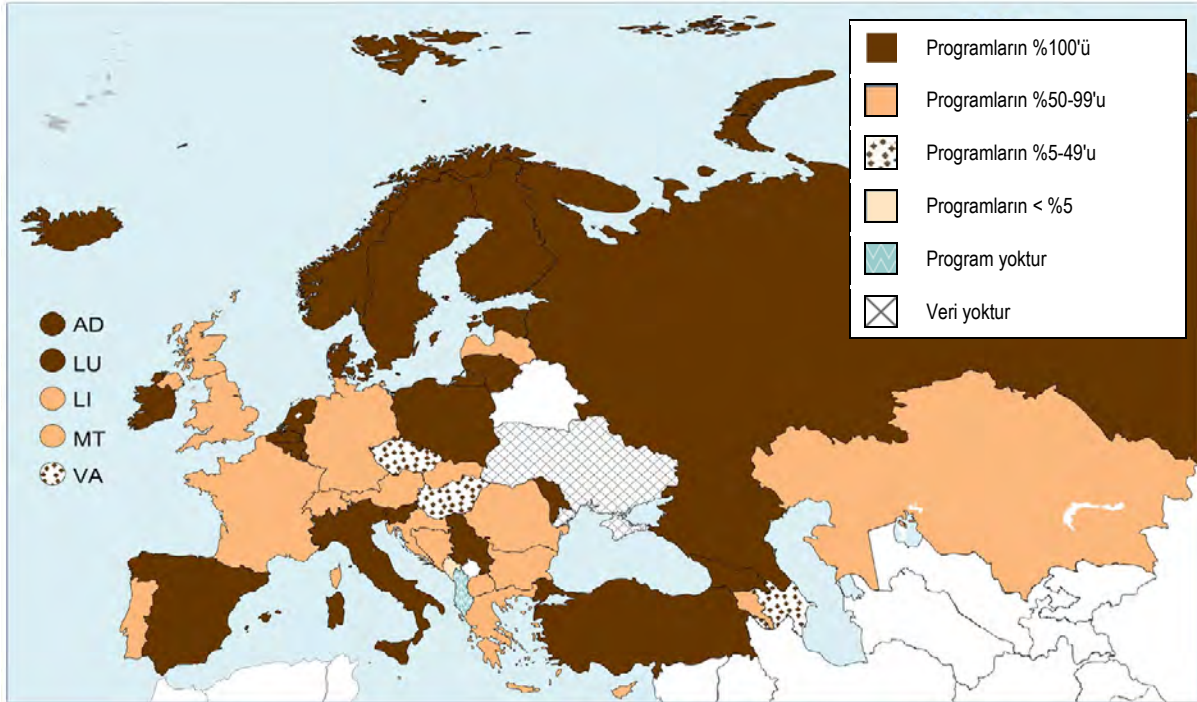 Programların %100'ü
Programların %50-99'u
Programların %5-49'u
Programların < %5
Program yoktur
Veri yoktur
AD
LU
LI
MT
VA